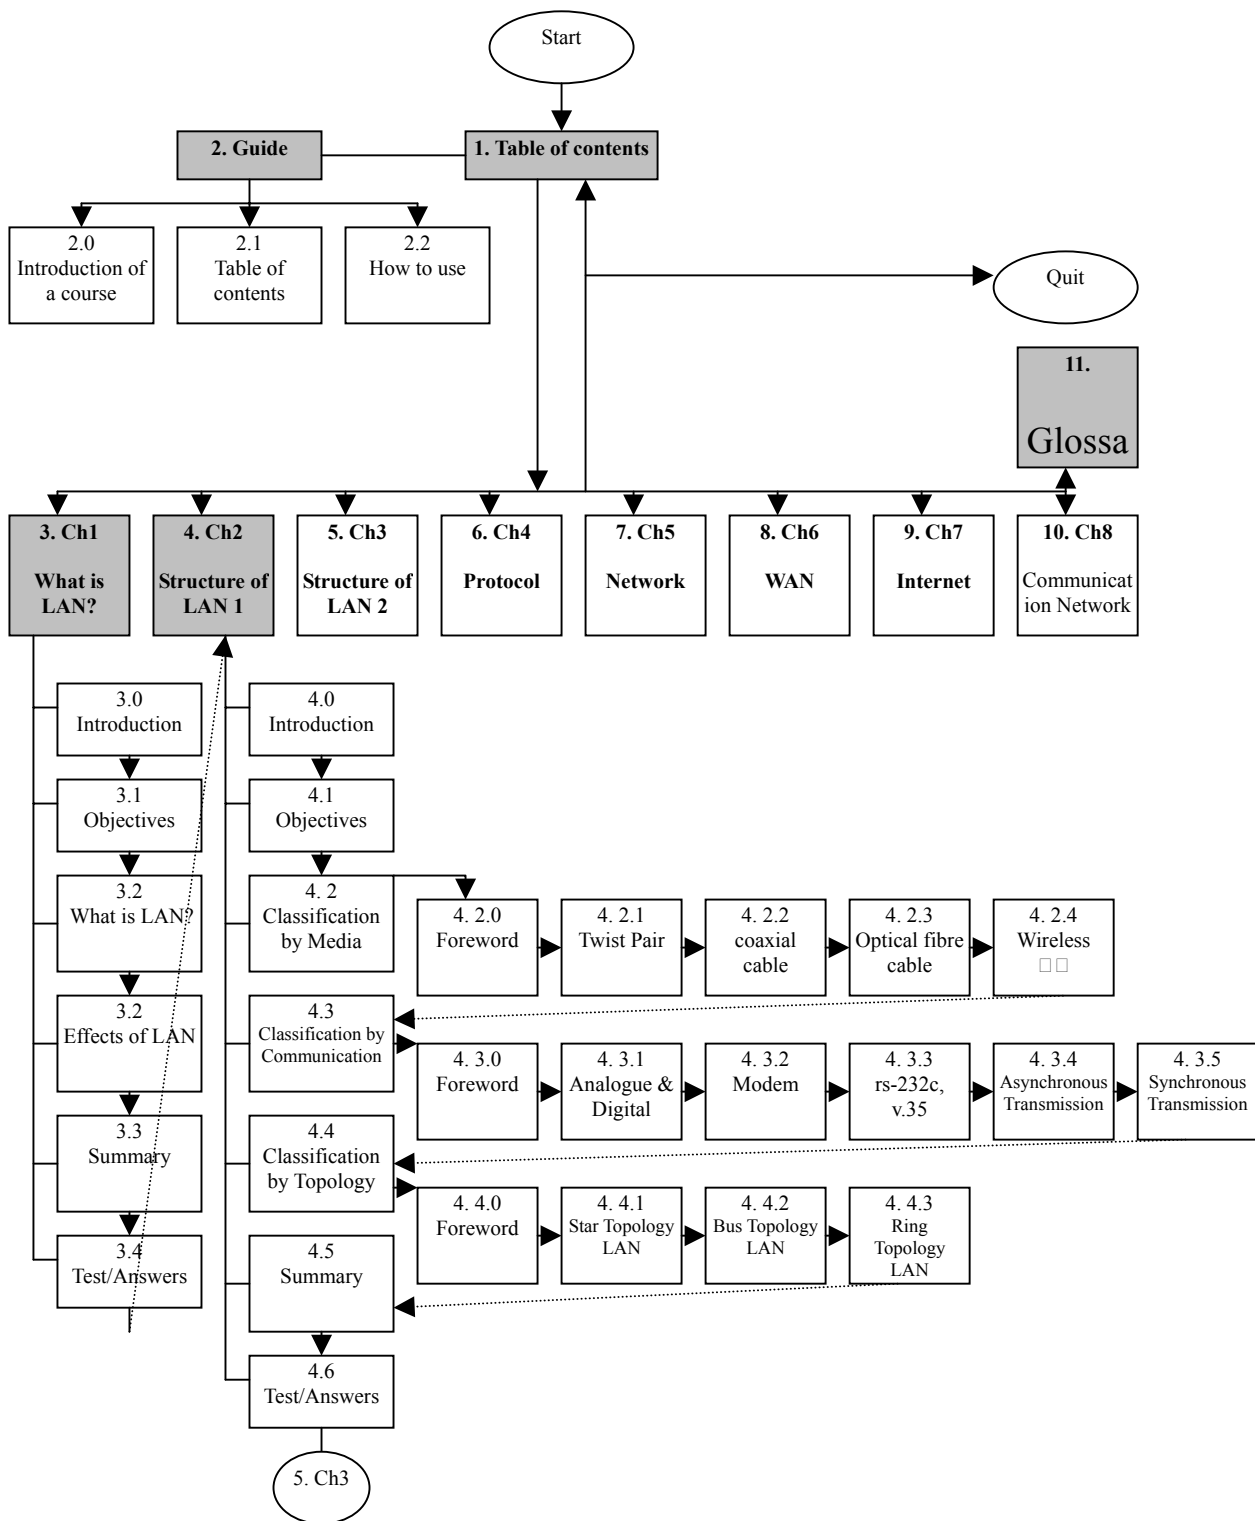 Start
2. Guide
1. Table of contents
2.0
Introduction of
a course
2.1
Table of
contents
2.2
How to use
Quit
11.
Glossa
3. Ch1
What is
LAN?
4. Ch2
Structure of
LAN 1
5. Ch3
Structure of
LAN 2
6. Ch4
Protocol
7. Ch5
Network
8. Ch6
WAN
9. Ch7
Internet
10. Ch8
Communicat
ion Network
3.0
Introduction
3.1
Objectives
3.2
What is LAN?
3.2
Effects of LAN
3.3
Summary
3.4
Test/Answers
4.0
Introduction
4.1
Objectives
4. 2
Classification
by Media
4. 2.0
Foreword
4. 2.1
Twist Pair
4. 2.2
coaxial
cable
4. 2.3
Optical fibre
cable
4. 2.4
Wireless
□□
4.3
Classification by
Communication
4. 3.0
Foreword
4. 3.1
Analogue &
Digital
4. 3.2
Modem
4. 3.3
rs-232c,
v.35
4. 3.4
Asynchronous
Transmission
4. 3.5
Synchronous
Transmission
4.4
Classification
by Topology
4. 4.0
Foreword
4. 4.1
Star Topology
LAN
4. 4.2
Bus Topology
LAN
4. 4.3
Ring
Topology
LAN
4.5
Summary
4.6
Test/Answers
5. Ch3